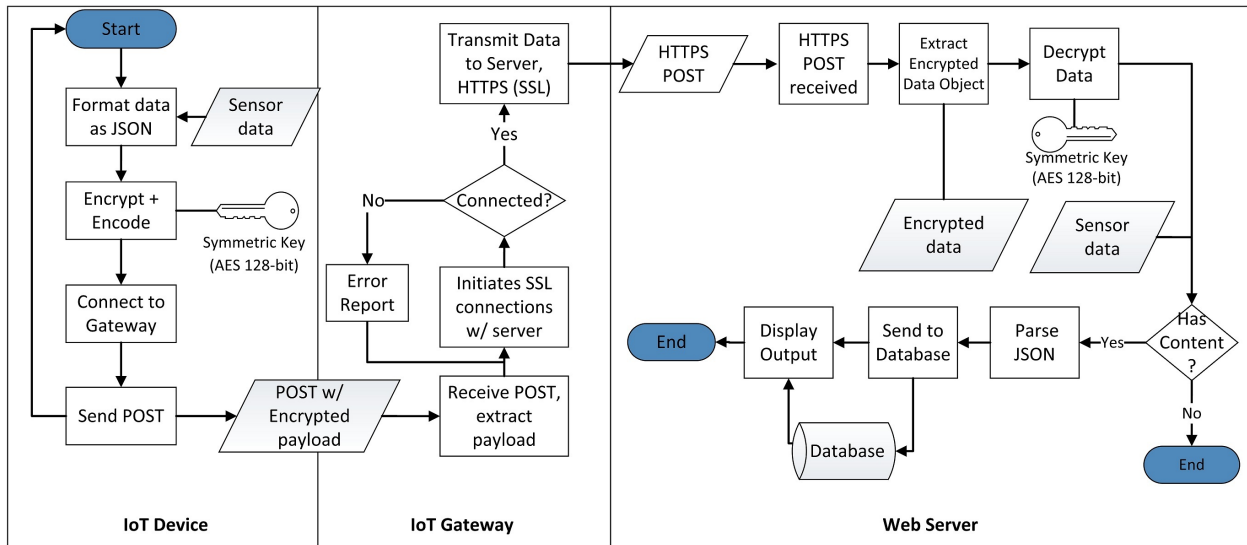 Start
Format data
as JSON
Sensor
data
Encrypt +
Encode
Symmetric Key
(AES 128-bit)
Connect to
Gateway
Send POST
POST w/
Encrypted
payload
IoT Device
Transmit Data
to Server,
HTTPS (SSL)
Yes
Connected?
No
Error
Report
Initiates SSL
connections
w/ server
Receive POST,
extract
payload
IoT Gateway
HTTPS
POST
HTTPS
POST
received
Extract
Encrypted
Data Object
Decrypt
Data
Symmetric Key
(AES 128-bit)
Encrypted
data
Sensor
data
Has
Content
?
Yes
No
End
Parse
JSON
Send to
Database
Display
Output
End
Database
Web Server